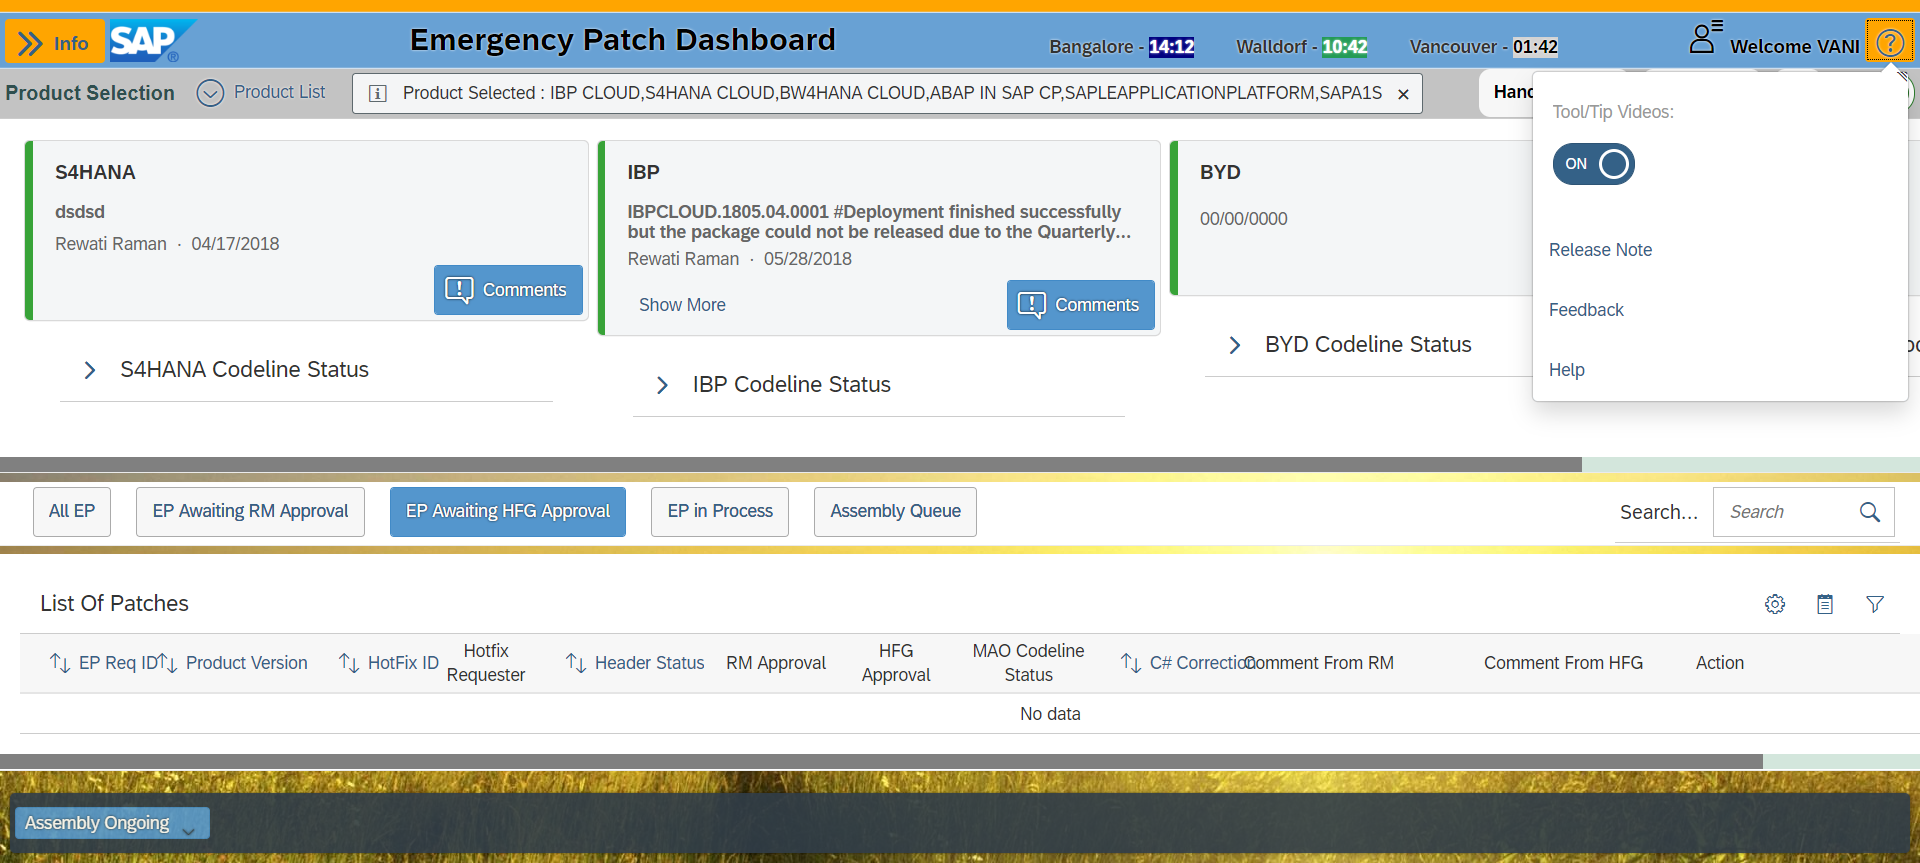 Info
SAP
Emergency Patch Dashboard
Bangalore - 14:12
Walldorf - 10:42
Vancouver - 01:42
Welcome VANI
Product Selection
Product List
Product Selected : IBP CLOUD,S4HANA CLOUD,BW4HANA CLOUD,ABAP IN SAP CP,SAPLEAPPLICATIONPLATFORM,SAPA1S
Tool/Tip Videos:
ON
Release Note
Feedback
Help
S4HANA
dsdsd
Rewati Raman · 04/17/2018
Comments
S4HANA Codeline Status
IBP
IBPCLOUD.1805.04.0001 #Deployment finished successfully
but the package could not be released due to the Quarterly...
Rewati Raman · 05/28/2018
Show More
Comments
IBP Codeline Status
BYD
00/00/0000
BYD Codeline Status
All EP
EP Awaiting RM Approval
EP Awaiting HFG Approval
EP in Process
Assembly Queue
Search...
Search
List Of Patches
EP Req ID
Product Version
HotFix ID
Hotfix
Requester
Header Status
RM Approval
HFG
Approval
MAO Codeline
Status
C# Correction
Comment From RM
Comment From HFG
Action
No data
Assembly Ongoing